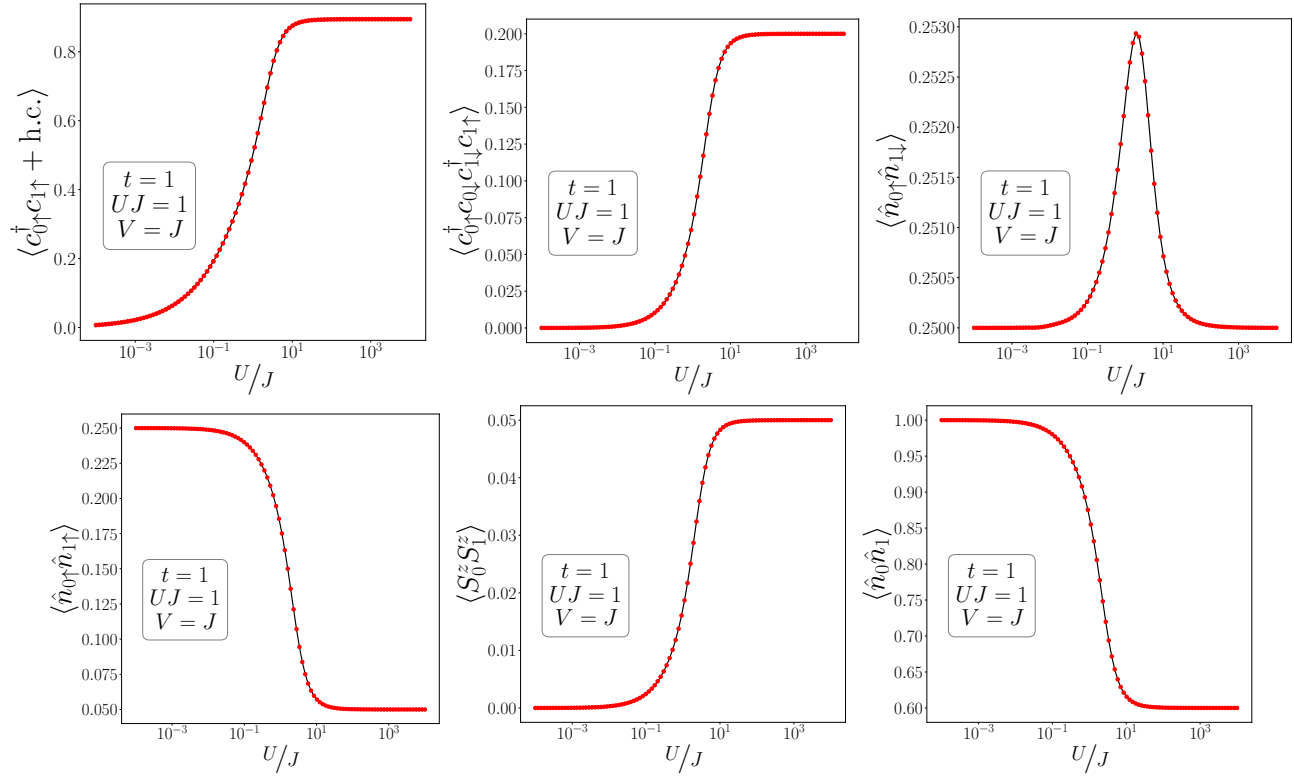 ⟨c†0↑c1↑ + h.c.⟩
0.8
0.6
0.4
0.2
0.0
t = 1
UJ = 1
V = J
10−3
10−1
101
103
U/J
⟨c†0↑c0↓c†1↓c1↑⟩
0.200
0.175
0.150
0.125
0.100
0.075
0.050
0.025
0.000
t = 1
UJ = 1
V = J
10−3
10−1
101
103
U/J
⟨n̂0↑n̂1↓⟩
0.2530
0.2525
0.2520
0.2515
0.2510
0.2505
0.2500
t = 1
UJ = 1
V = J
10−3
10−1
101
103
U/J
⟨n̂0↑n̂1↑⟩
0.250
0.225
0.200
0.175
0.150
0.125
0.100
0.075
0.050
t = 1
UJ = 1
V = J
10−3
10−1
101
103
U/J
⟨Sz0Sz1⟩
0.05
0.04
0.03
0.02
0.01
0.00
t = 1
UJ = 1
V = J
10−3
10−1
101
103
U/J
⟨n̂0n̂1⟩
1.00
0.95
0.90
0.85
0.80
0.75
0.70
0.65
0.60
t = 1
UJ = 1
V = J
10−3
10−1
101
103
U/J